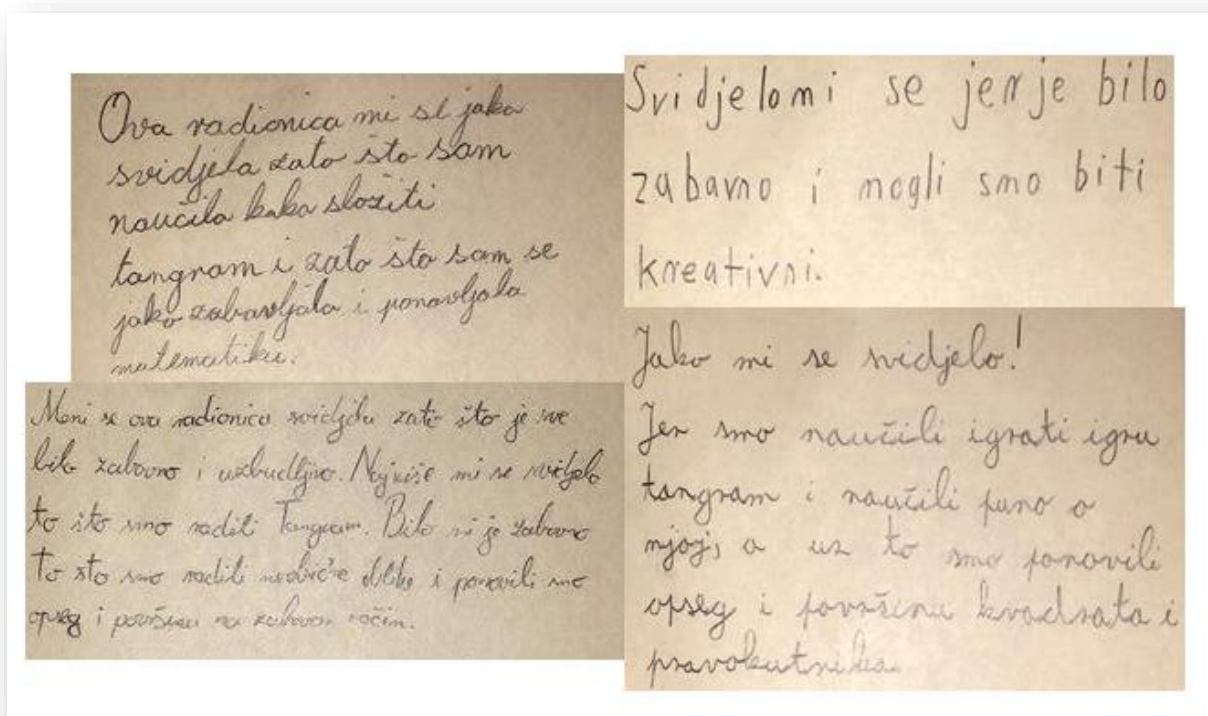 Ova radionica mi se jako
svidjela zato što sam
naučila kako složiti
tangram i zato što sam se
jako zabavljala i ponavljala
matematiku.
Svidjelomi se jer je bilo
zabavno i mogli smo biti
kreativni.
Meni se ova radionica svidjela zato što je sve
bilo zabavno i uzbudljivo. Najviše mi se svidjelo
to što smo radili Tangram. Bilo mi je zabavno
To sto smo radili različite oblike i ponovili smo
opseg i površinu na zabavan način.
Jako mi se svidjelo!
Jer smo naučili igrati igru
tangram i naučili puno o
njoj, a uz to smo ponovili
opseg i površinu kvadrata i
pravokutnika.